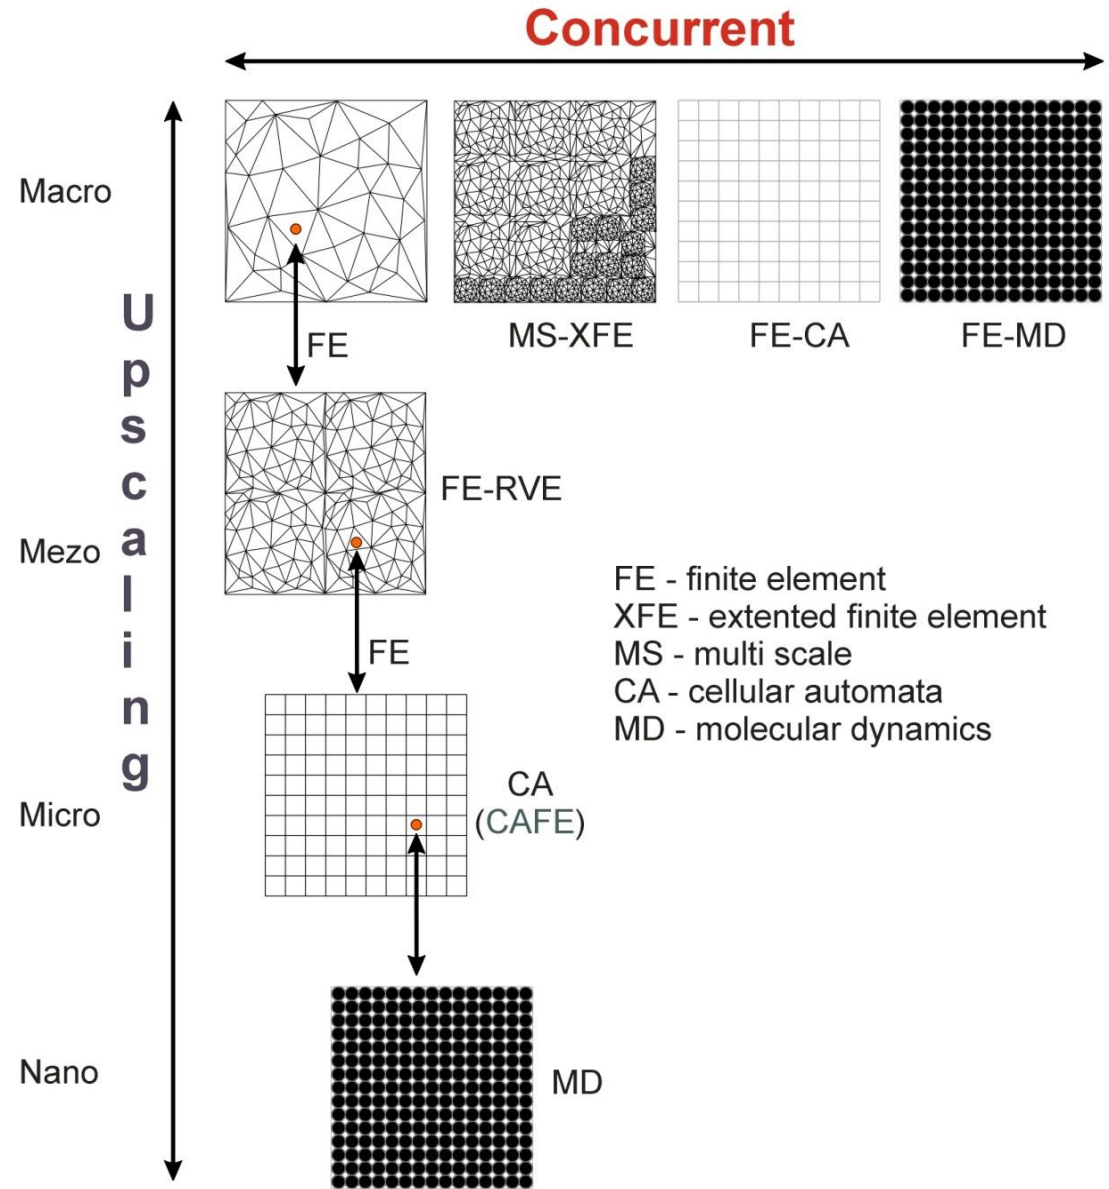 Concurrent
Macro
Upscaling
FE
MS-XFE
FE-CA
FE-MD
FE-RVE
Mezo
FE
FE - finite element
XFE - extented finite element
MS - multi scale
CA - cellular automata
MD - molecular dynamics
Micro
CA
(CAFE)
Nano
MD